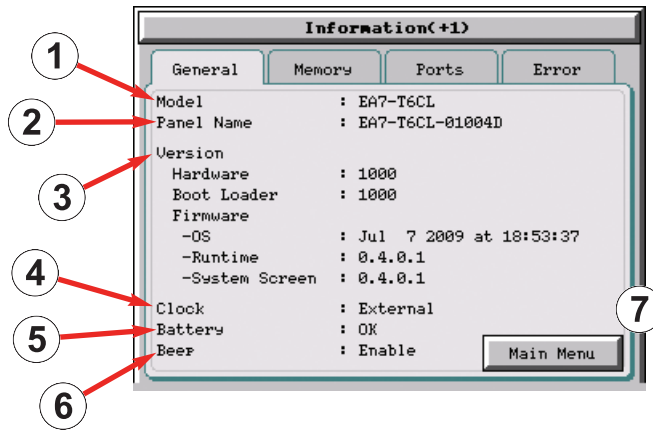 Information(+1)
General Memory Ports Error
1
Model : EA7-T6CL
2
Panel Name : EA7-T6CL-01004D
3
Version
Hardware : 1000
Boot Loader : 1000
Firmware
-OS : Jul 7 2009 at 18:53:37
-Runtime : 0.4.0.1
-System Screen : 0.4.0.1
4
Clock : External
7
5
Battery : OK
6
Beep : Enable
Main Menu